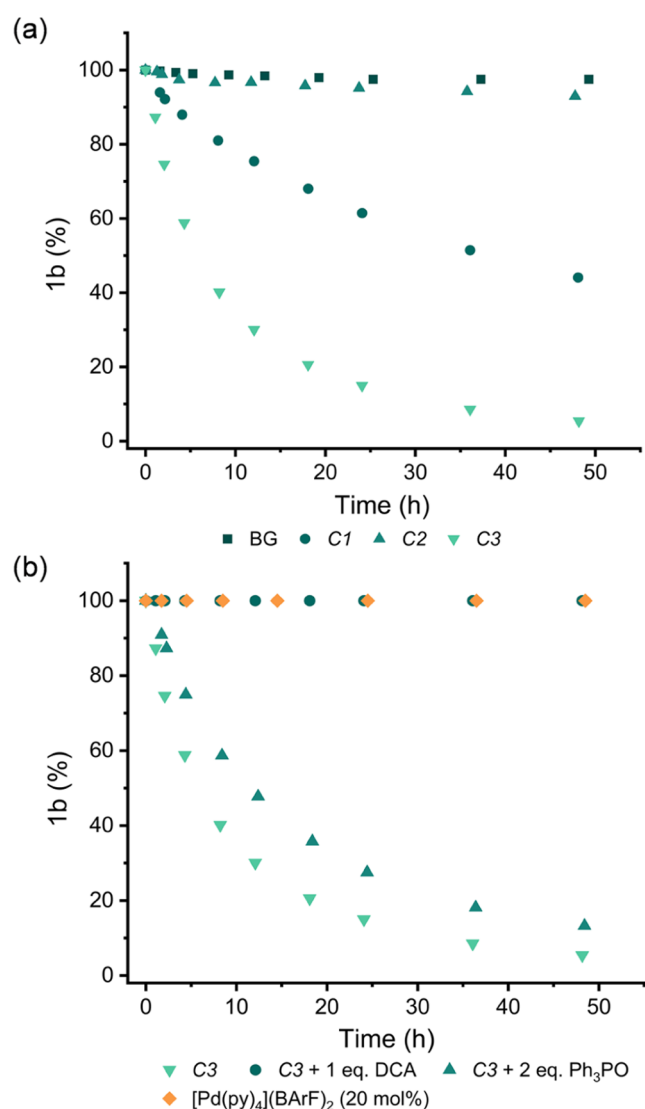 (a)
100
80
60
40
20
0
1b (%)
0 10 20 30 40 50
Time (h)
BG C1 C2 C3
(b)
100
80
60
40
20
0
1b (%)
0 10 20 30 40 50
Time (h)
C3 C3 + 1 eq. DCA C3 + 2 eq. Ph₃PO
[Pd(py)₄](BArF)₂ (20 mol%)